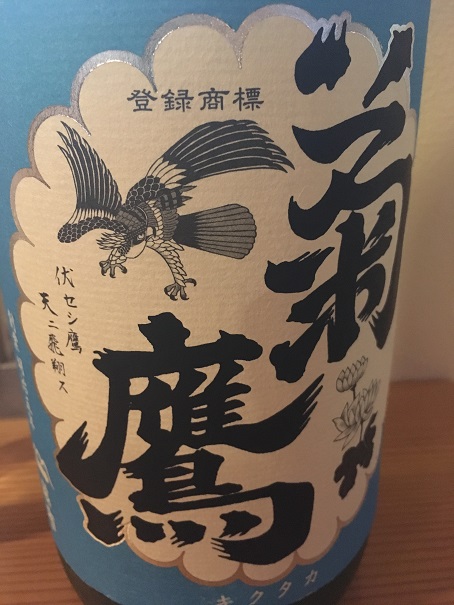 登録商標
菊鷹
伏セシ鷹
天ニ飛翔ス
キクタカ